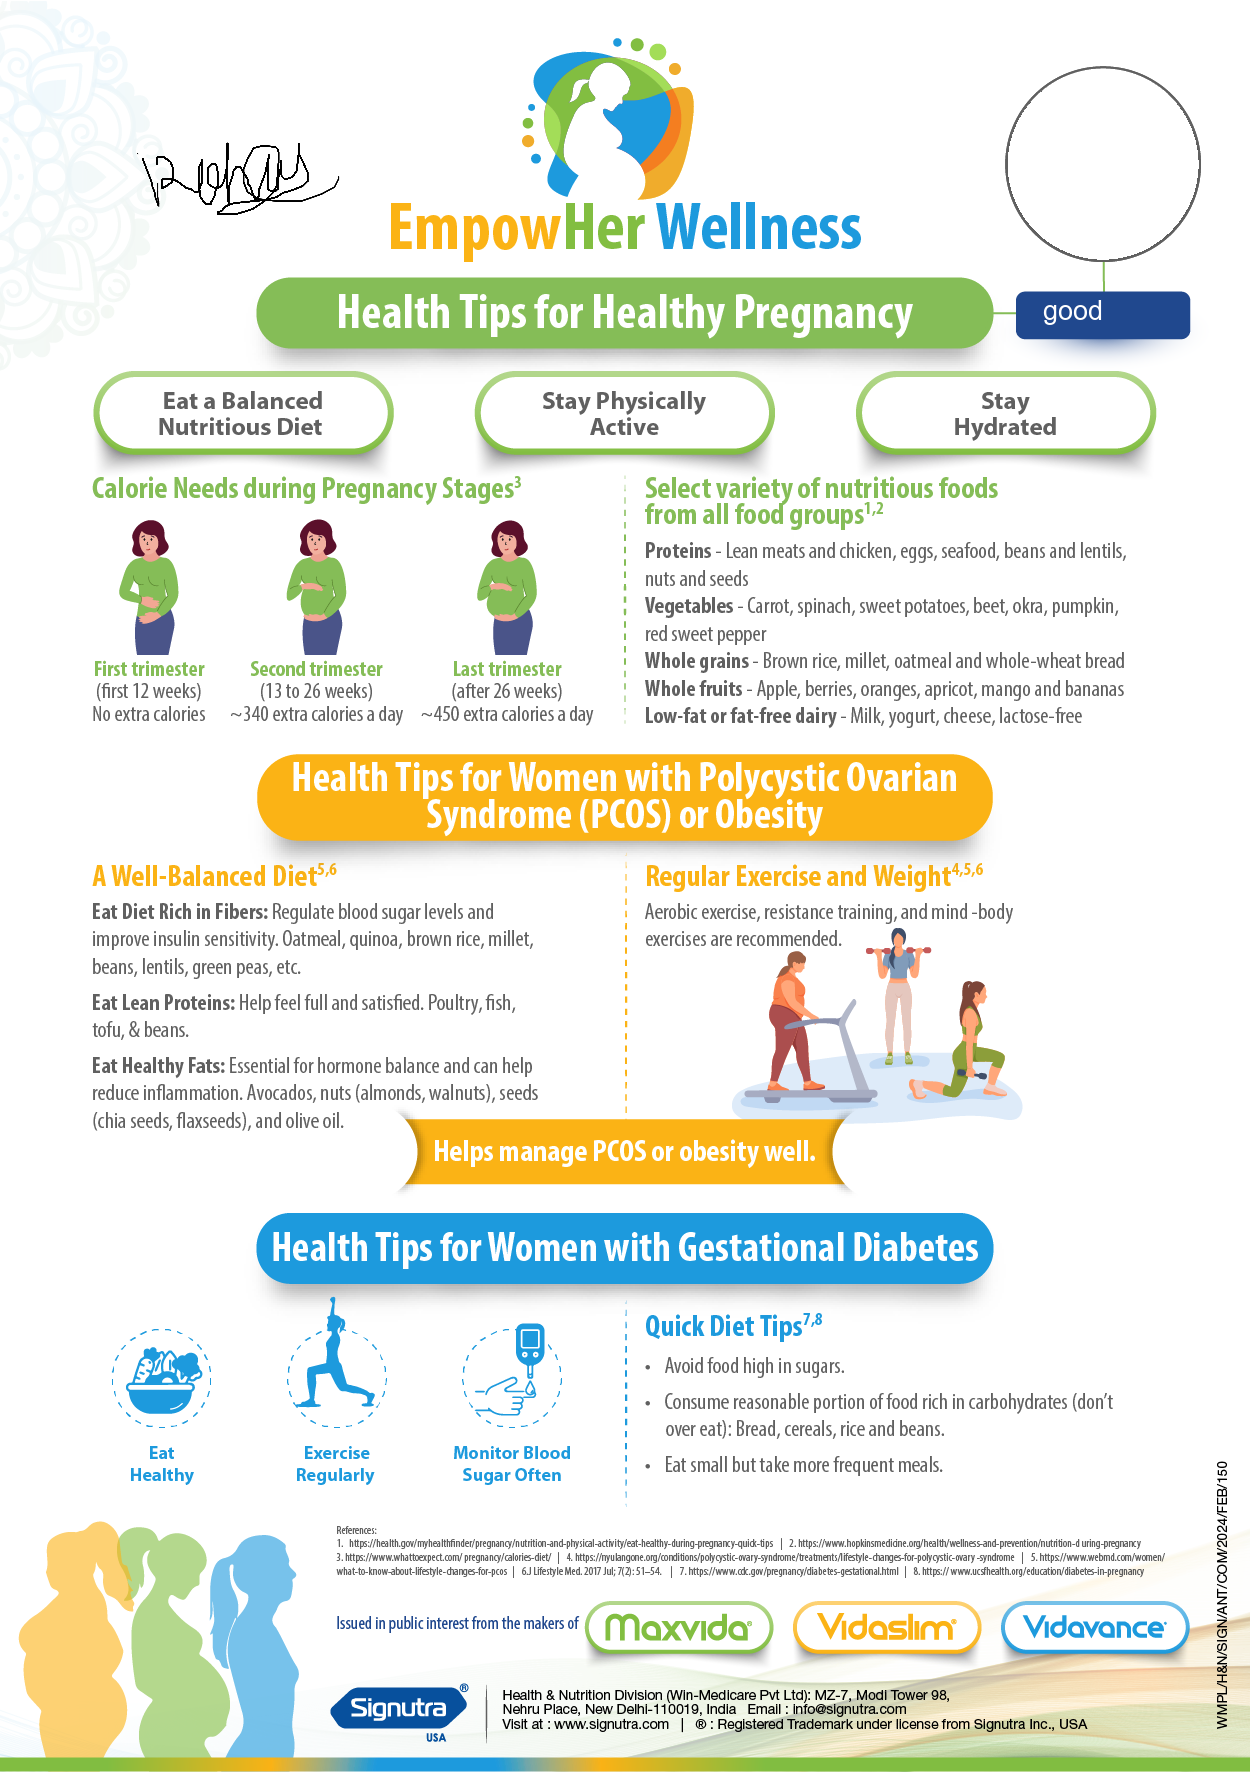 Rohas
EmpowHer Wellness
Health Tips for Healthy Pregnancy
good
Eat a Balanced
Nutritious Diet
Stay Physically
Active
Stay
Hydrated
Calorie Needs during Pregnancy Stages3
First trimester
(first 12 weeks)
No extra calories
Second trimester
(13 to 26 weeks)
~340 extra calories a day
Last trimester
(after 26 weeks)
~450 extra calories a day
Select variety of nutritious foods
from all food groups1,2
Proteins - Lean meats and chicken, eggs, seafood, beans and lentils,
nuts and seeds
Vegetables - Carrot, spinach, sweet potatoes, beet, okra, pumpkin,
red sweet pepper
Whole grains - Brown rice, millet, oatmeal and whole-wheat bread
Whole fruits - Apple, berries, oranges, apricot, mango and bananas
Low-fat or fat-free dairy - Milk, yogurt, cheese, lactose-free
Health Tips for Women with Polycystic Ovarian
Syndrome (PCOS) or Obesity
A Well-Balanced Diet5,6
Eat Diet Rich in Fibers: Regulate blood sugar levels and
improve insulin sensitivity. Oatmeal, quinoa, brown rice, millet,
beans, lentils, green peas, etc.
Eat Lean Proteins: Help feel full and satisfied. Poultry, fish,
tofu, & beans.
Eat Healthy Fats: Essential for hormone balance and can help
reduce inflammation. Avocados, nuts (almonds, walnuts), seeds
(chia seeds, flaxseeds), and olive oil.
Regular Exercise and Weight4,5,6
Aerobic exercise, resistance training, and mind -body
exercises are recommended.
Helps manage PCOS or obesity well.
Health Tips for Women with Gestational Diabetes
Eat
Healthy
Exercise
Regularly
Monitor Blood
Sugar Often
Quick Diet Tips7,8
• Avoid food high in sugars.
• Consume reasonable portion of food rich in carbohydrates (don't
over eat): Bread, cereals, rice and beans.
• Eat small but take more frequent meals.
References:
1. https://health.gov/myhealthfinder/pregnancy/nutrition-and-physical-activity/eat-healthy-during-pregnancy-quick-tips | 2. https://www.hopkinsmedicine.org/health/wellness-and-prevention/nutrition-d uring-pregnancy
3. https://www.whattoexpect.com/ pregnancy/calories-diet/ | 4. https://nyulangone.org/conditions/polycystic-ovary-syndrome/treatments/lifestyle-changes-for-polycystic-ovary -syndrome | 5. https://www.webmd.com/women/
what-to-know-about-lifestyle-changes-for-pcos | 6.J Lifestyle Med. 2017 Jul; 7(2): 51–54. | 7. https://www.cdc.gov/pregnancy/diabetes-gestational.html | 8. https:// www.ucsfhealth.org/education/diabetes-in-pregnancy
Issued in public interest from the makers of
Maxvida®
Vidaslim®
Vidavance®
Signutra®
USA
Health & Nutrition Division (Win-Medicare Pvt Ltd): MZ-7, Modi Tower 98,
Nehru Place, New Delhi-110019, India Email : info@signutra.com
Visit at : www.signutra.com | ® : Registered Trademark under license from Signutra Inc., USA
WMPL/H&N/SIGN/ANT/COM/2024/FEB/150